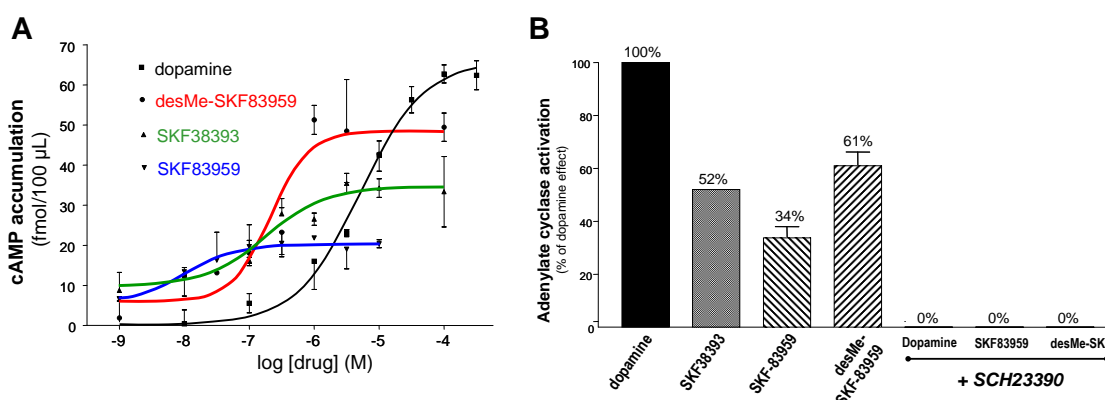 A
cAMP accumulation
(fmol/100 µL)
70
60
50
40
30
20
10
0
dopamine
desMe-SKF83959
SKF38393
SKF83959
-9
-8
-7
-6
-5
-4
log [drug] (M)
B
Adenylate cyclase activation
(% of dopamine effect)
100
80
60
40
20
0
100%
52%
34%
61%
0%
0%
0%
dopamine
SKF38393
SKF-83959
desMe-
SKF-83959
Dopamine
SKF83959
desMe-SK
+ SCH23390